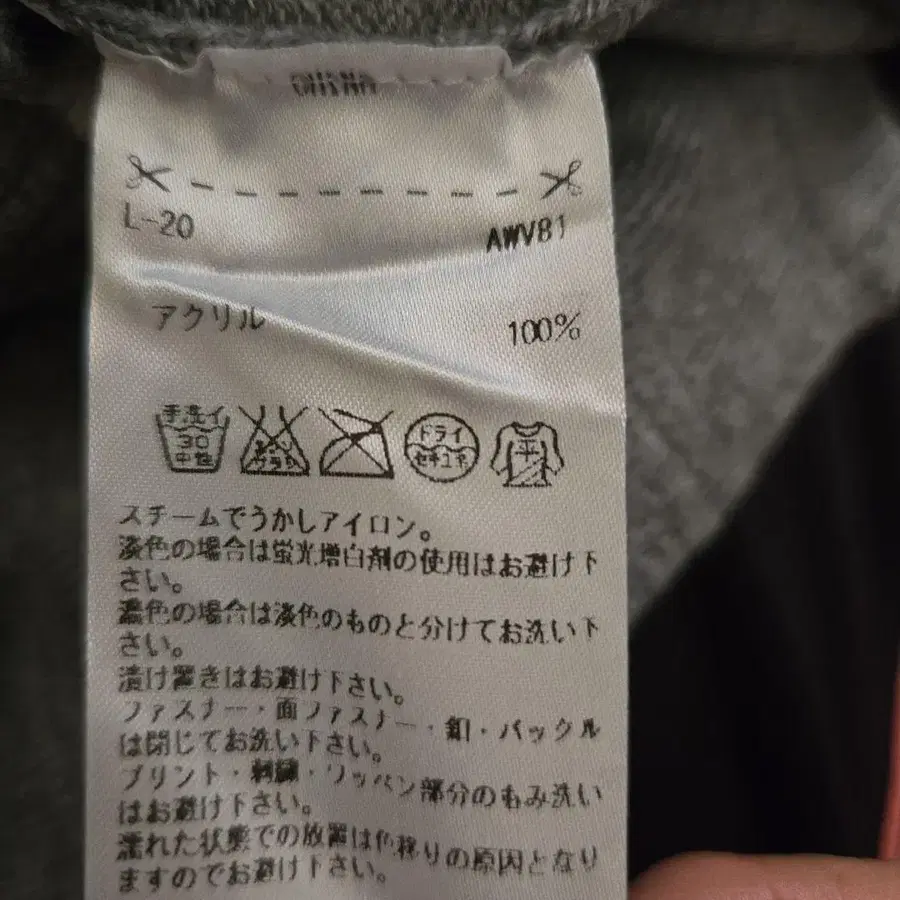 L-20 AWV81
アクリル 100%
手洗イ
30
中性
エンソ
サラシ
ドライ
セキユ系
平
スチームでうかしアイロン。
淡色の場合は蛍光増白剤の使用はお避け下
さい。
濃色の場合は淡色のものと分けてお洗い下
さい。
漬け置きはお避け下さい。
ファスナー・面ファスナー・釦・バックル
は閉じてお洗い下さい。
プリント・刺繍・ワッペン部分のもみ洗い
はお避け下さい。
濡れた状態での放置は色移りの原因となり
ますのでお避け下さい。